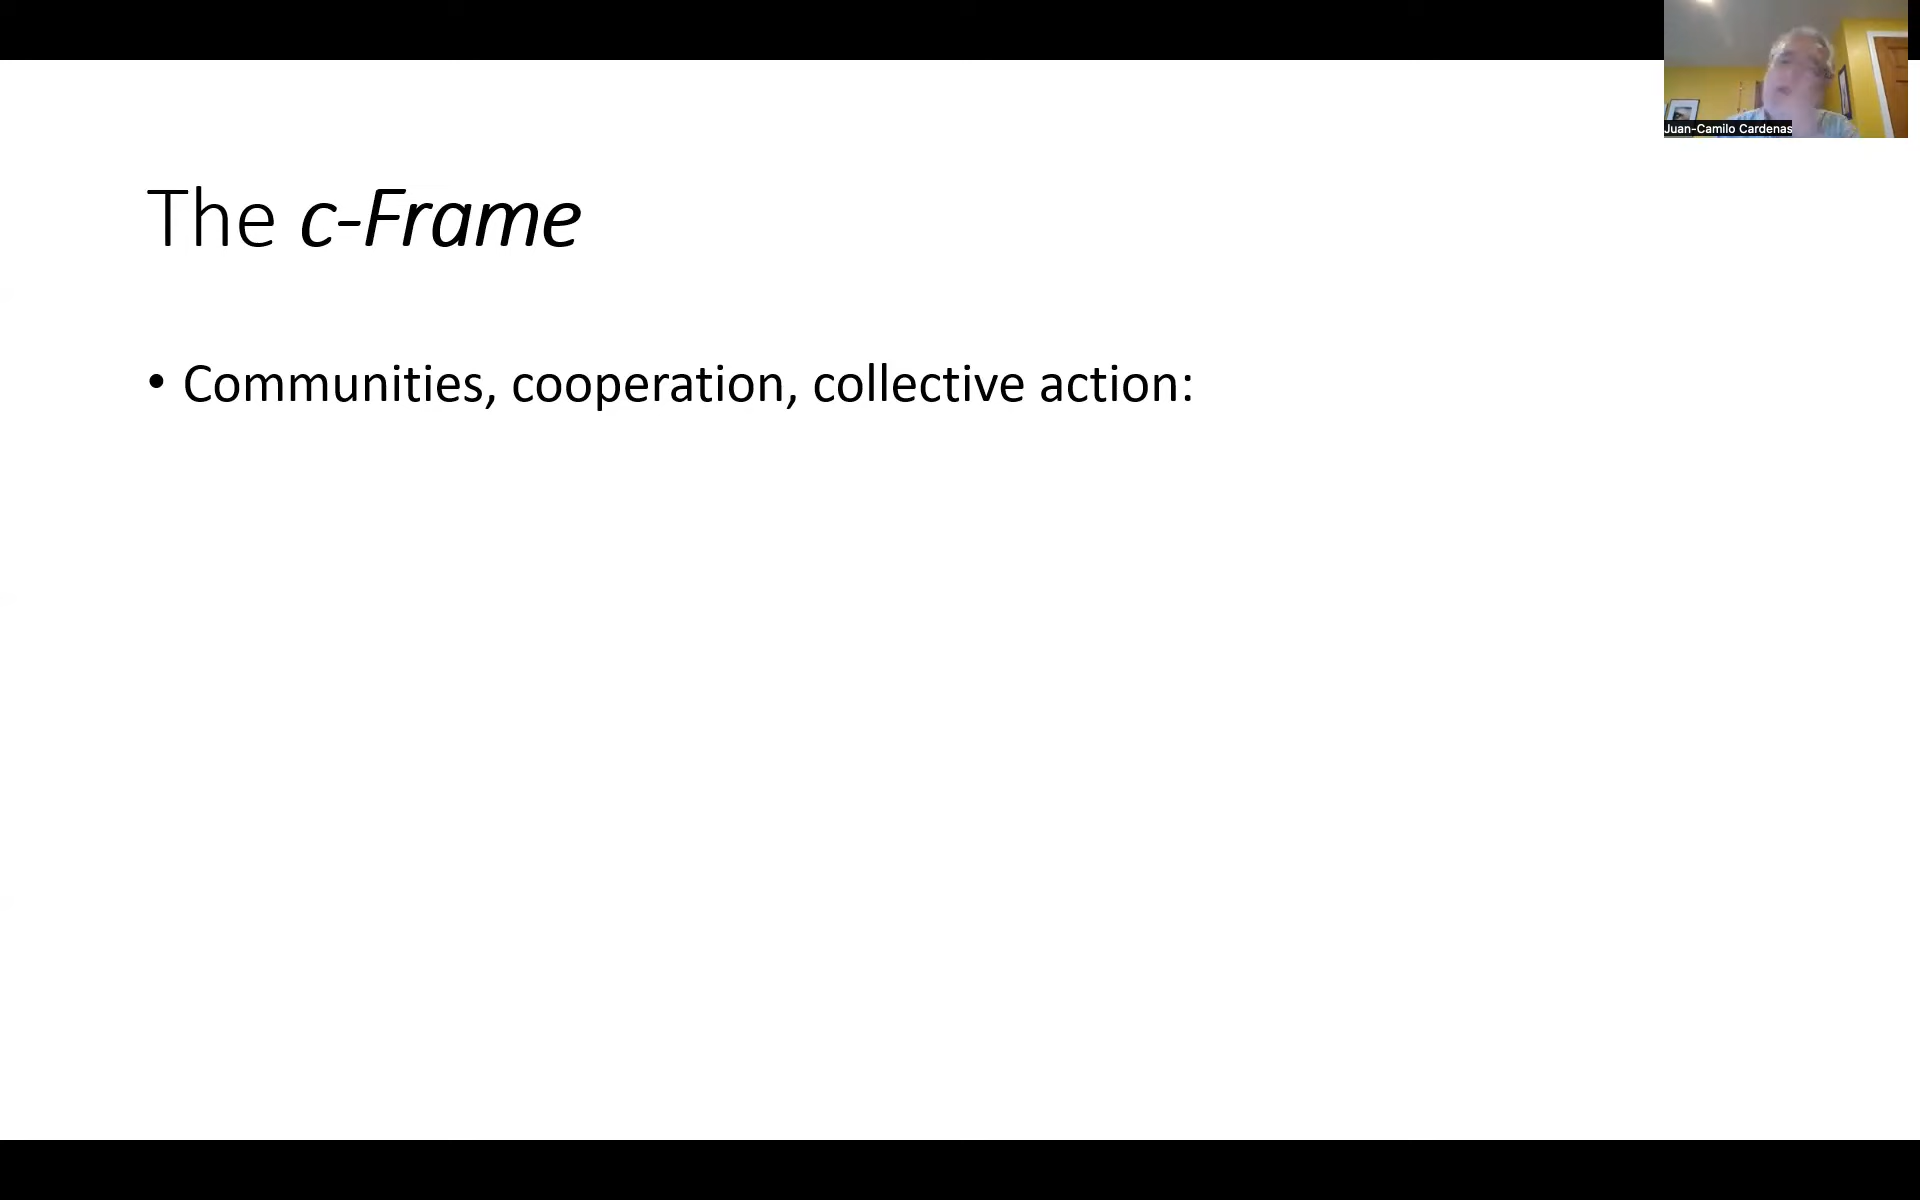 Juan-Camilo Cardenas
The c-Frame
• Communities, cooperation, collective action: